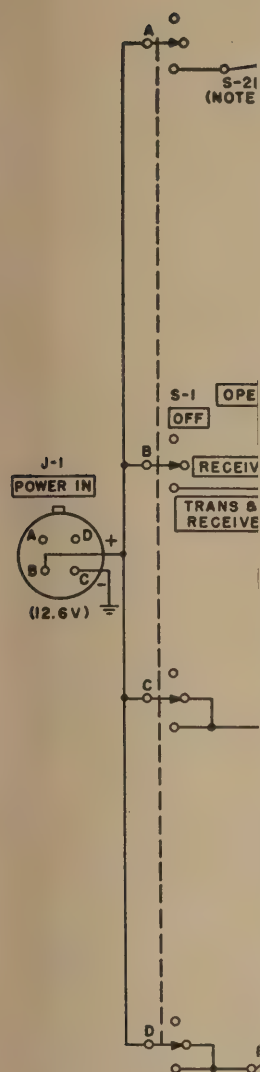 A
S-21
(NOTE
S-1
OPE
OFF
J-1
POWER IN
B
RECEIV
A D +
TRANS &
RECEIVE
B C -
(12.6V)
C
D